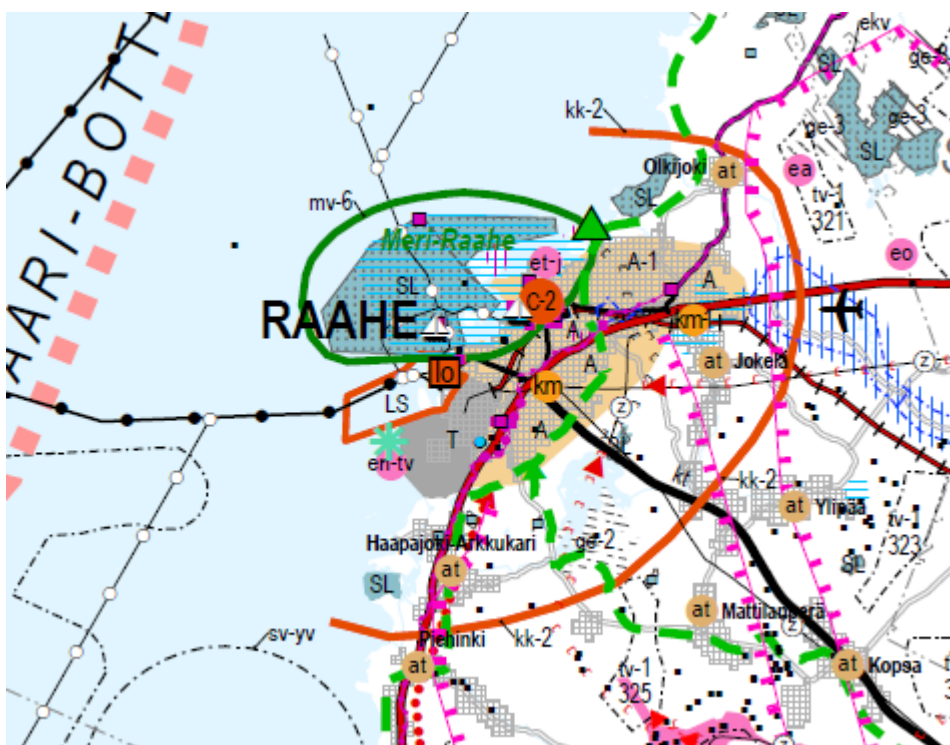 AARI-BOTT
ekv
SL
ge-3
kk-2
ge-3
SL
Olkijoki
at
ea
tv-1
321
SL
mv-6
Meri-Raahe
et-j
A-1
A
eo
SL
C-2
RAAHE
A
km-
lo
A
at
Jokela
z
LS
km
z
T
A
en-tv
kk-2
at
Ylipää
tv-1
323
Haapajoki-Arkkukari
ge-2
SL
at
SL
at
Mattilanperä
z
sv-yv
kk-2
Piehinki
at
at
Kopsa
tv-1
325
z